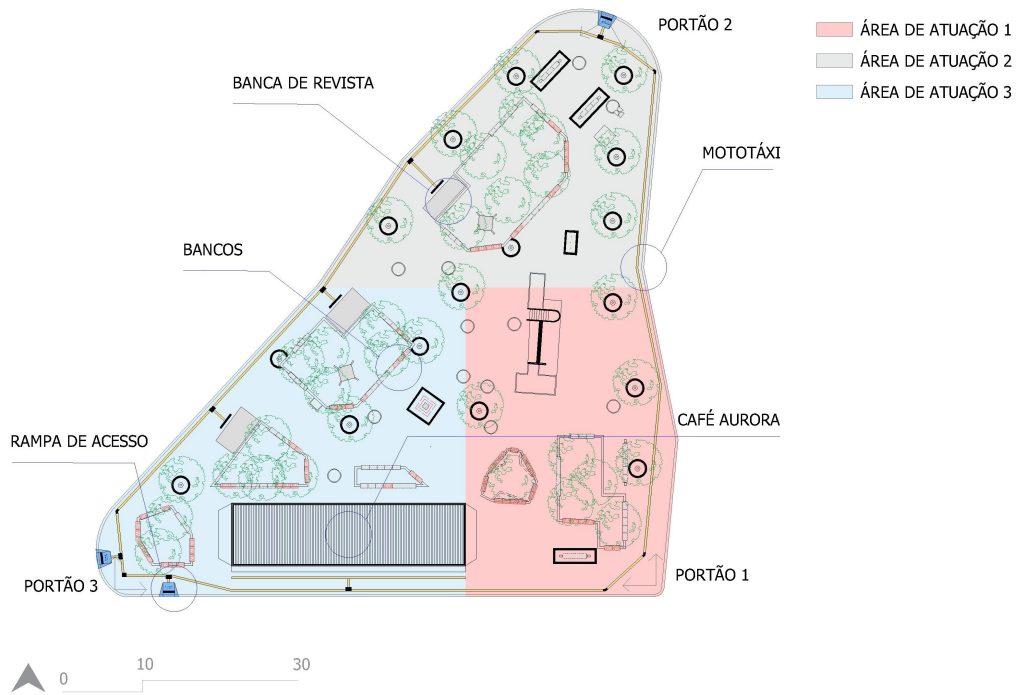 PORTÃO 2
ÁREA DE ATUAÇÃO 1
ÁREA DE ATUAÇÃO 2
ÁREA DE ATUAÇÃO 3
BANCA DE REVISTA
MOTOTÁXI
BANCOS
CAFÉ AURORA
RAMPA DE ACESSO
PORTÃO 1
PORTÃO 3
0
10
30